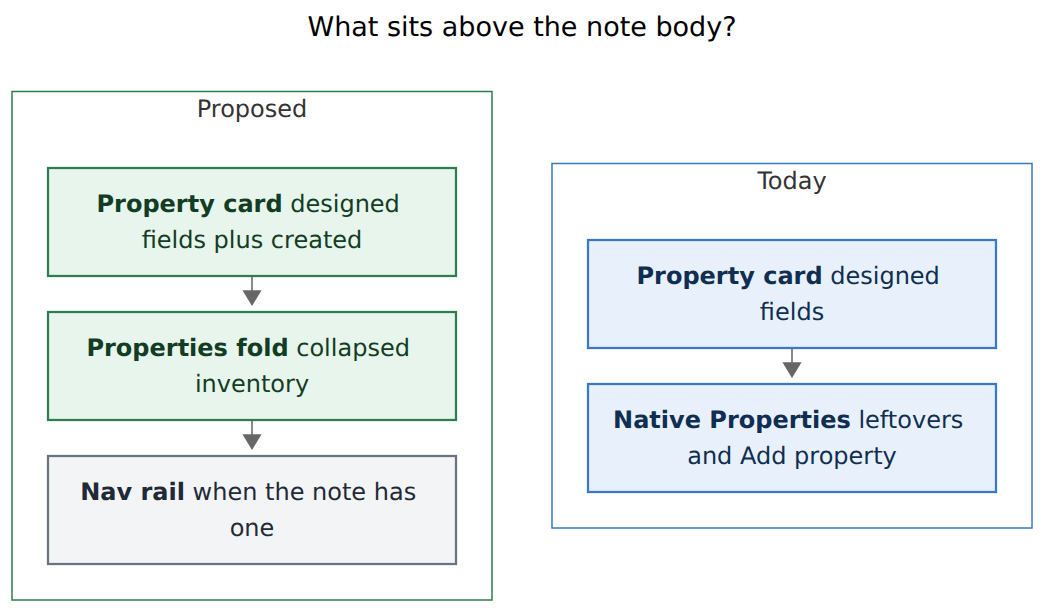 What sits above the note body?
Proposed
Property card designed
fields plus created
Properties fold collapsed
inventory
Nav rail when the note has
one
Today
Property card designed
fields
Native Properties leftovers
and Add property